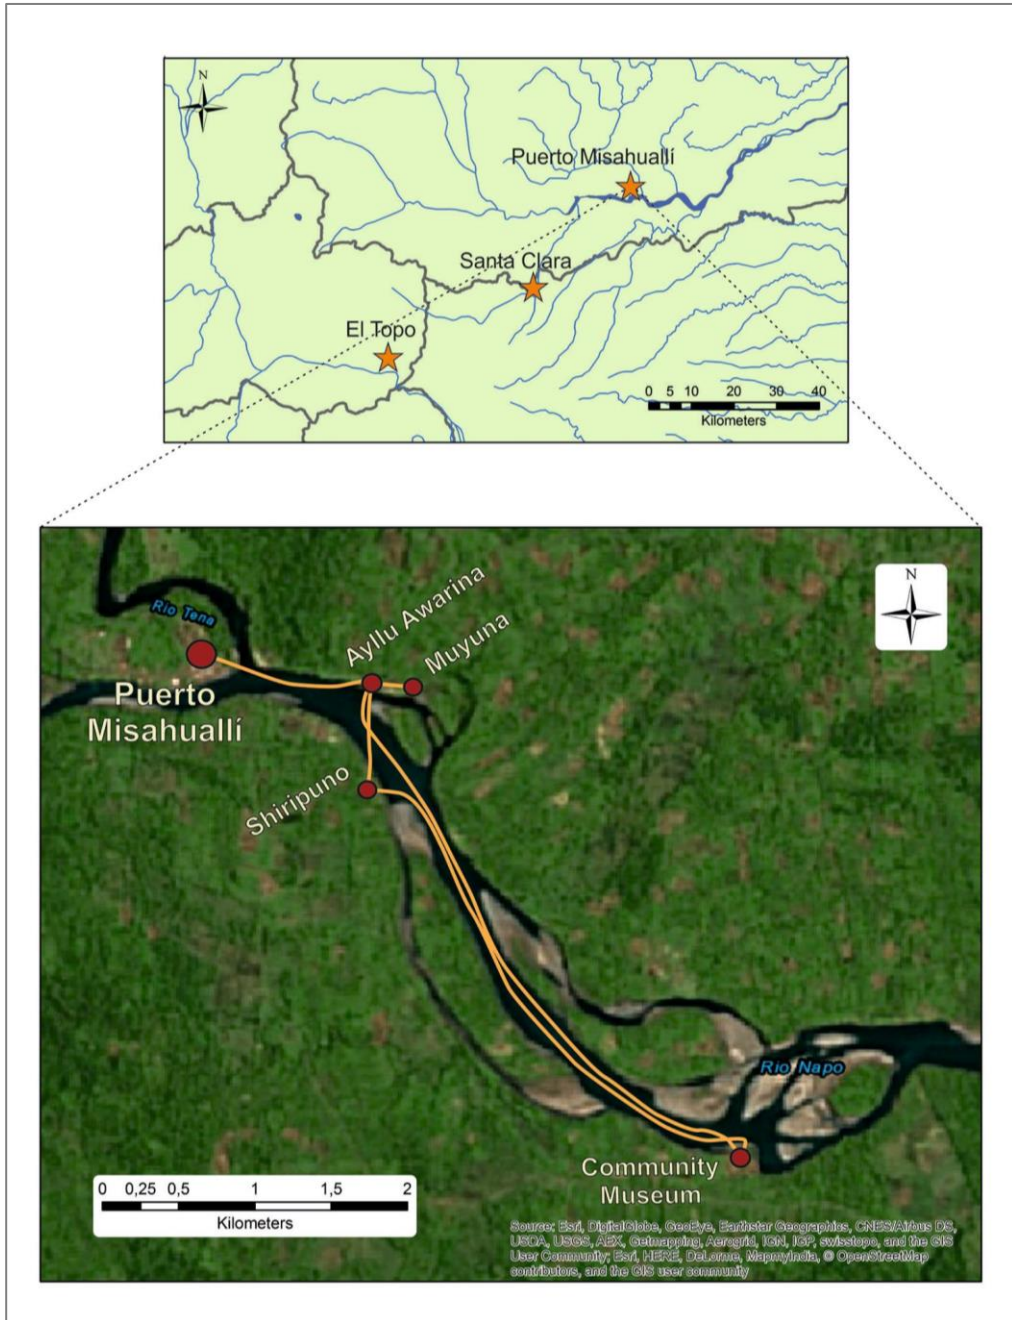 N
Puerto Misahuallí
Santa Clara
El Topo
0 5 10 20 30 40
Kilometers
N
Rio Tena
Ayllu Awarina
Muyuna
Puerto
Misahuallí
Shiripuno
Rio Napo
Community
Museum
0 0,25 0,5 1 1,5 2
Kilometers
Source: Esri, DigitalGlobe, GeoEye, Earthstar Geographics, CNES/Airbus DS,
USDA, USGS, AEX, Getmapping, Aerogrid, IGN, IGP, swisstopo, and the GIS
User Community; Esri, HERE, DeLorme, MapmyIndia, © OpenStreetMap
contributors, and the GIS user community